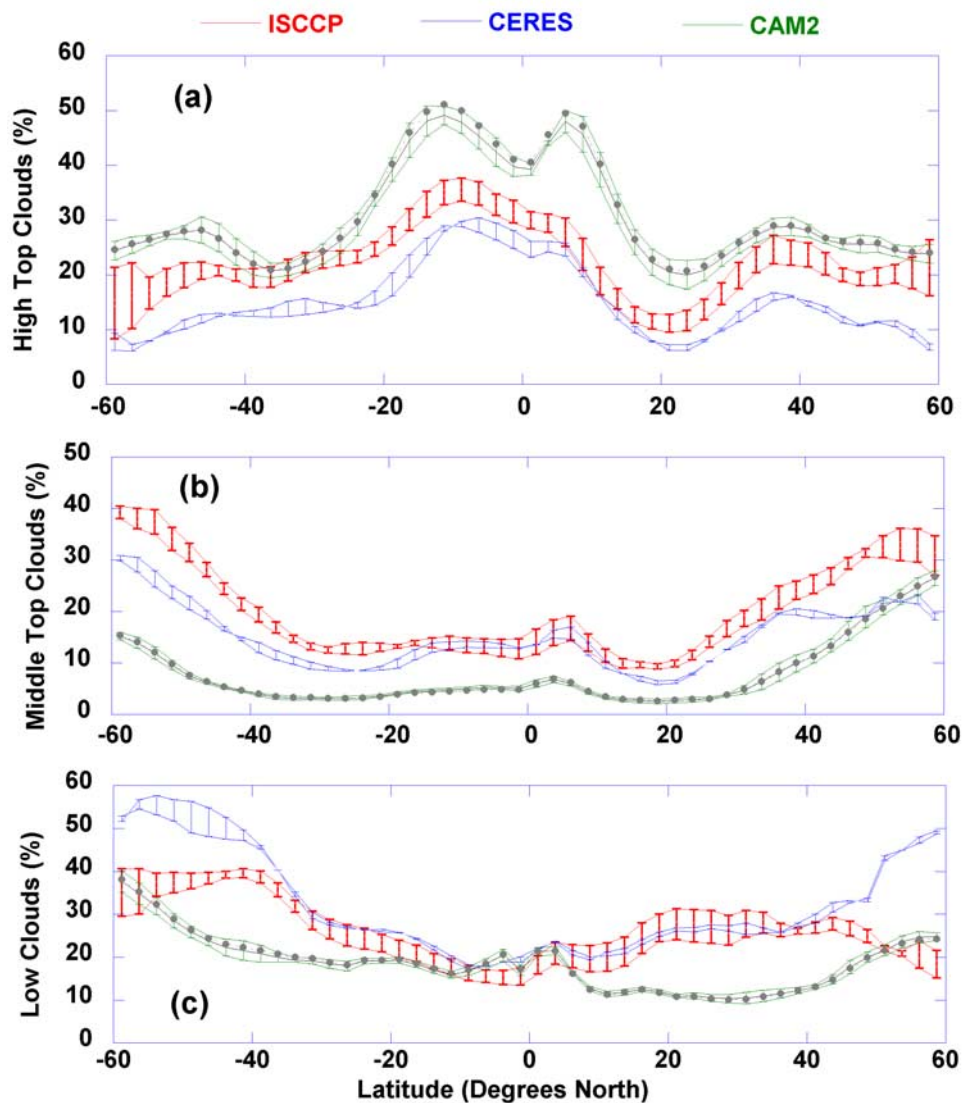 ISCCP CERES CAM2
60
(a)
50
High Top Clouds (%)
40
30
20
10
0
-60 -40 -20 0 20 40 60
50
(b)
Middle Top Clouds (%)
40
30
20
10
0
-60 -40 -20 0 20 40 60
60
50
Low Clouds (%)
40
30
20
10
(c)
0
-60 -40 -20 0 20 40 60
Latitude (Degrees North)